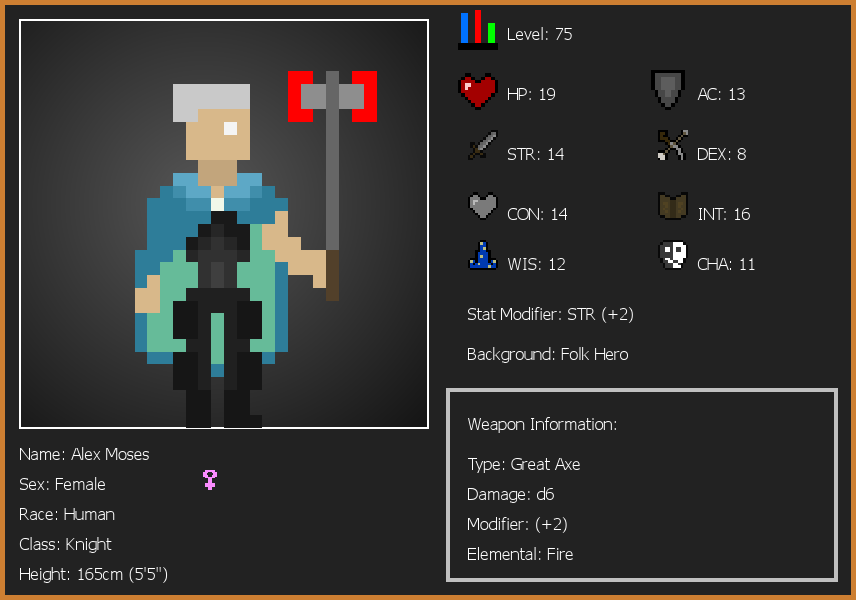 Level: 75
HP: 19
AC: 13
STR: 14
DEX: 8
CON: 14
INT: 16
WIS: 12
CHA: 11
Stat Modifier: STR (+2)
Background: Folk Hero
Weapon Information:
Type: Great Axe
Damage: d6
Modifier: (+2)
Elemental: Fire
Name: Alex Moses
Sex: Female
Race: Human
Class: Knight
Height: 165cm (5'5")